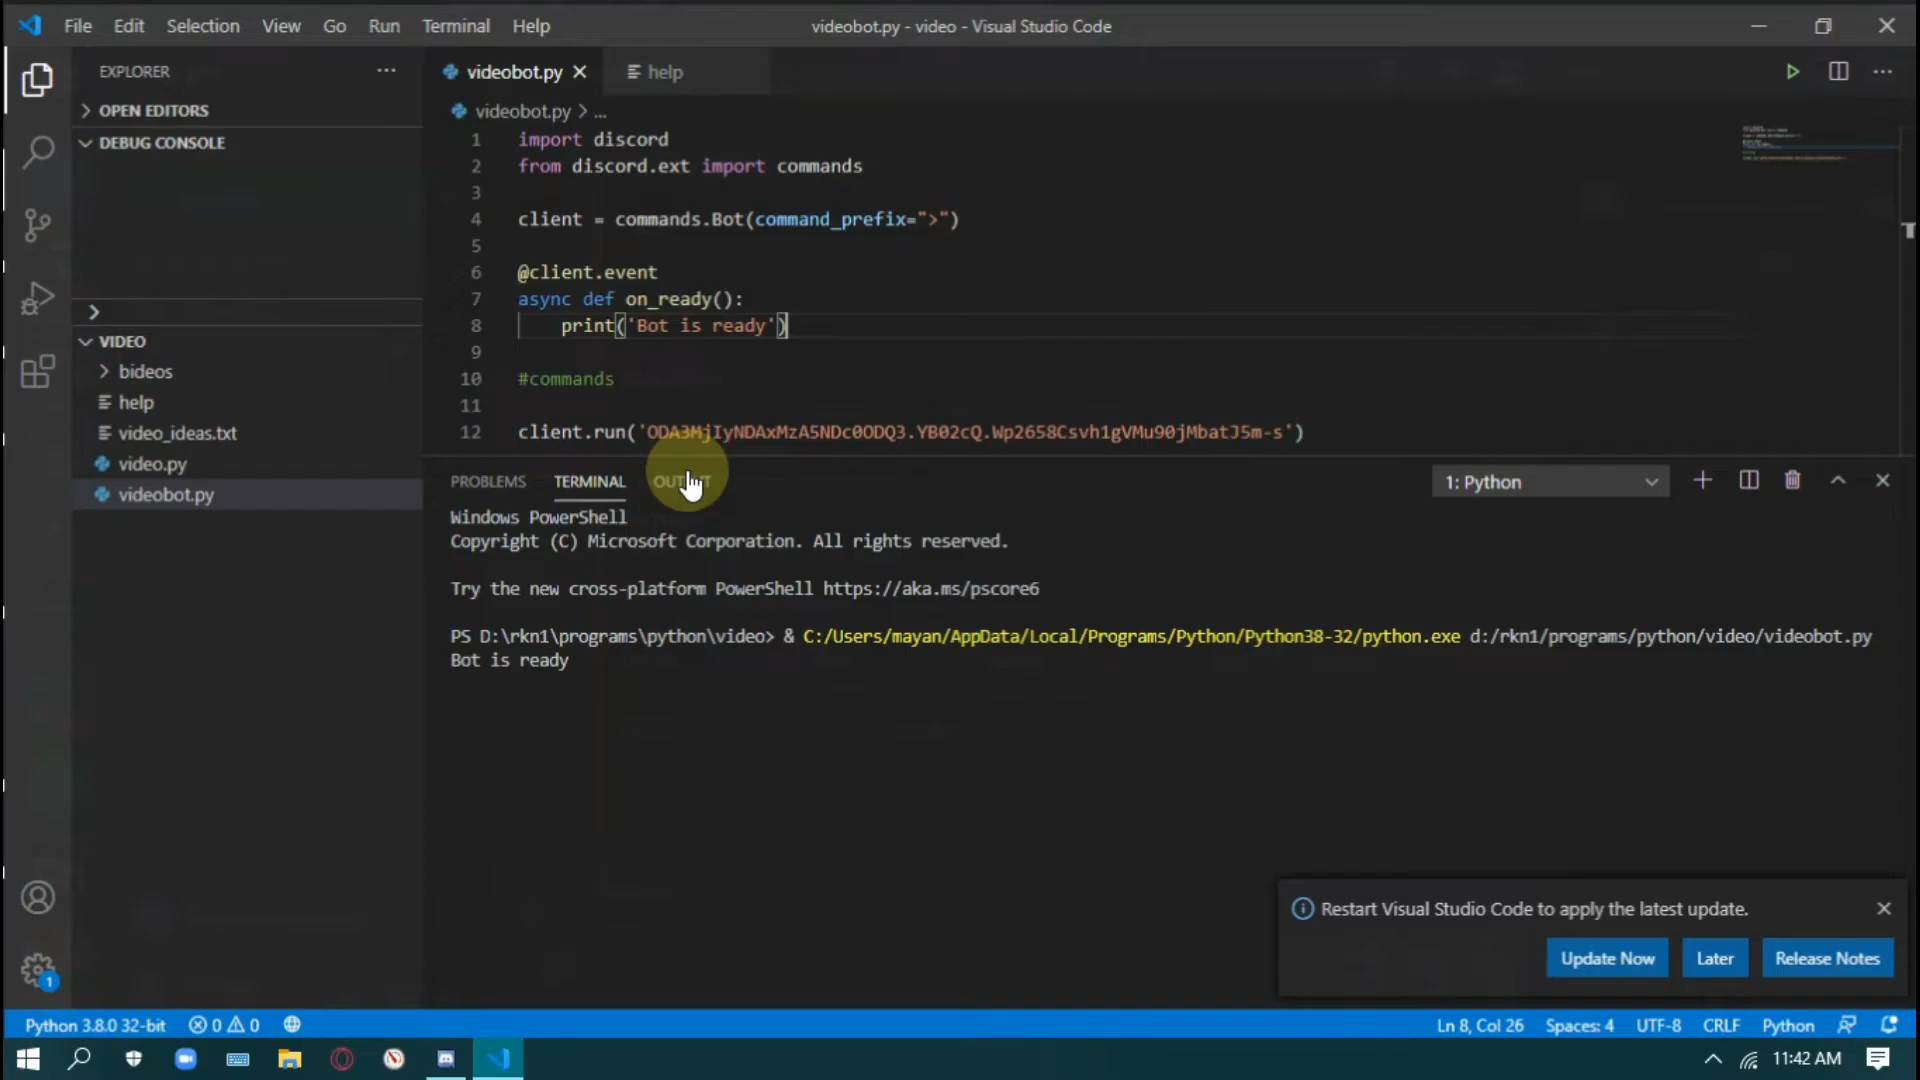 File Edit Selection View Go Run Terminal Help
videobot.py - video - Visual Studio Code
EXPLORER
OPEN EDITORS
DEBUG CONSOLE
VIDEO
bideos
help
video_ideas.txt
video.py
videobot.py
videobot.py help
videobot.py > ...
1 import discord
2 from discord.ext import commands
3
4 client = commands.Bot(command_prefix=">")
5
6 @client.event
7 async def on_ready():
8 print('Bot is ready')
9
10 #commands
11
12 client.run('ODA3MjIyNDAxMzA5NDc0ODQ3.YB02cQ.Wp2658Csvh1gVMu90jMbatJ5m-s')
PROBLEMS TERMINAL OUTPUT
1: Python
Windows PowerShell
Copyright (C) Microsoft Corporation. All rights reserved.
Try the new cross-platform PowerShell https://aka.ms/pscore6
PS D:\rkn1\programs\python\video> & C:/Users/mayan/AppData/Local/Programs/Python/Python38-32/python.exe d:/rkn1/programs/python/video/videobot.py
Bot is ready
Restart Visual Studio Code to apply the latest update.
Update Now Later Release Notes
1
Python 3.8.0 32-bit 0 0
Ln 8, Col 26 Spaces: 4 UTF-8 CRLF Python
11:42 AM